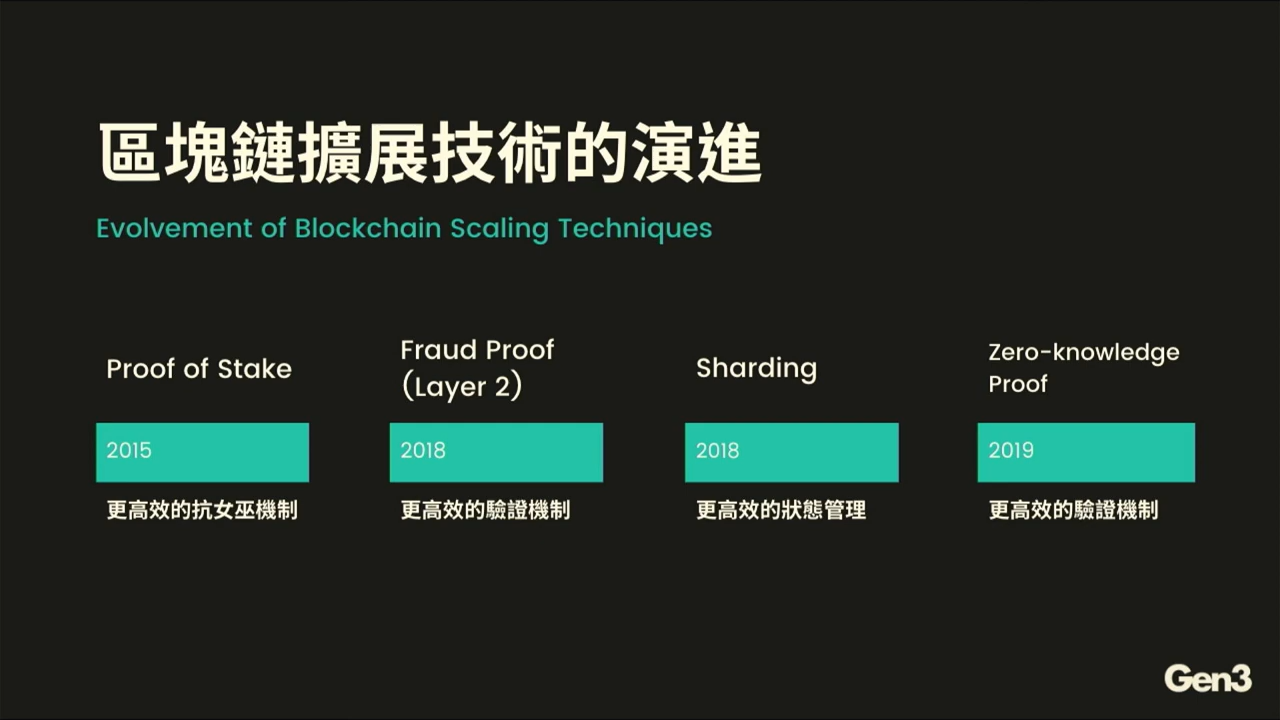 區塊鏈擴展技術的演進
Evolvement of Blockchain Scaling Techniques
Proof of Stake
2015
更高效的抗女巫機制
Fraud Proof
(Layer 2)
2018
更高效的驗證機制
Sharding
2018
更高效的狀態管理
Zero-knowledge
Proof
2019
更高效的驗證機制
Gen3